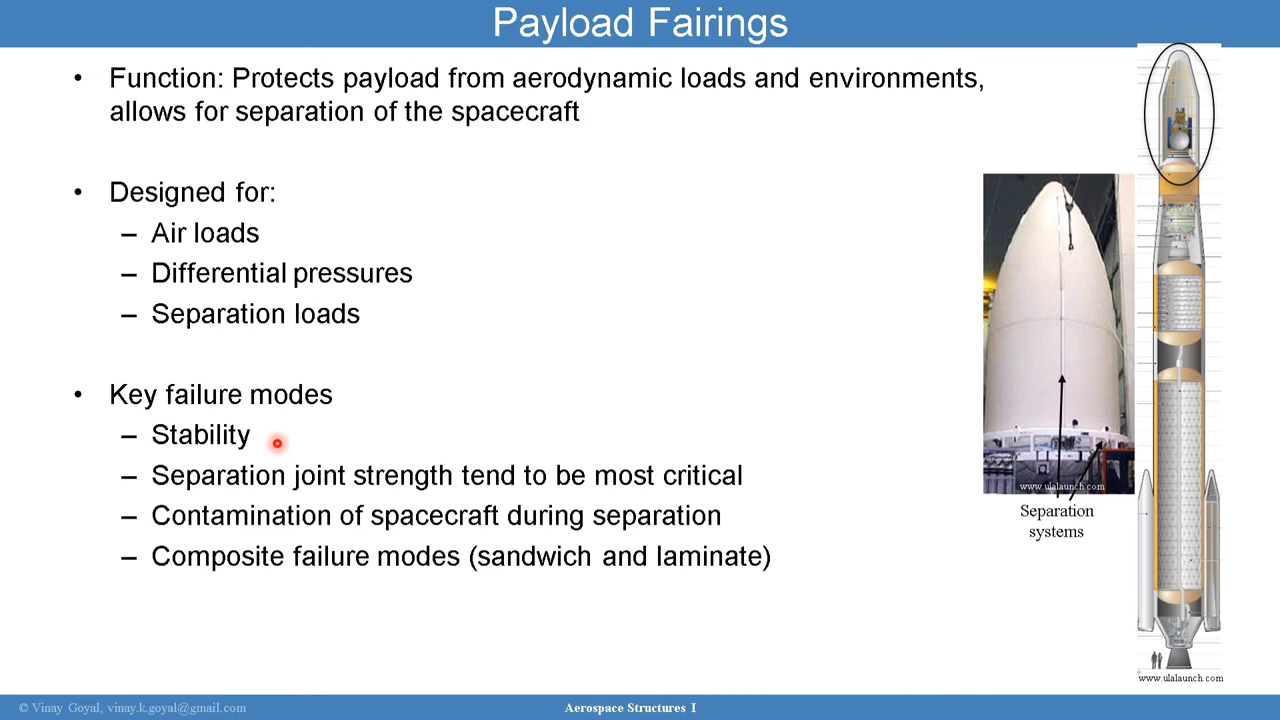 Payload Fairings
• Function: Protects payload from aerodynamic loads and environments,
allows for separation of the spacecraft
• Designed for:
– Air loads
– Differential pressures
– Separation loads
• Key failure modes
– Stability
– Separation joint strength tend to be most critical
– Contamination of spacecraft during separation
– Composite failure modes (sandwich and laminate)
www.ulalaunch.com
Separation
systems
www.ulalaunch.com
© Vinay Goyal, vinay.k.goyal@gmail.com
Aerospace Structures I